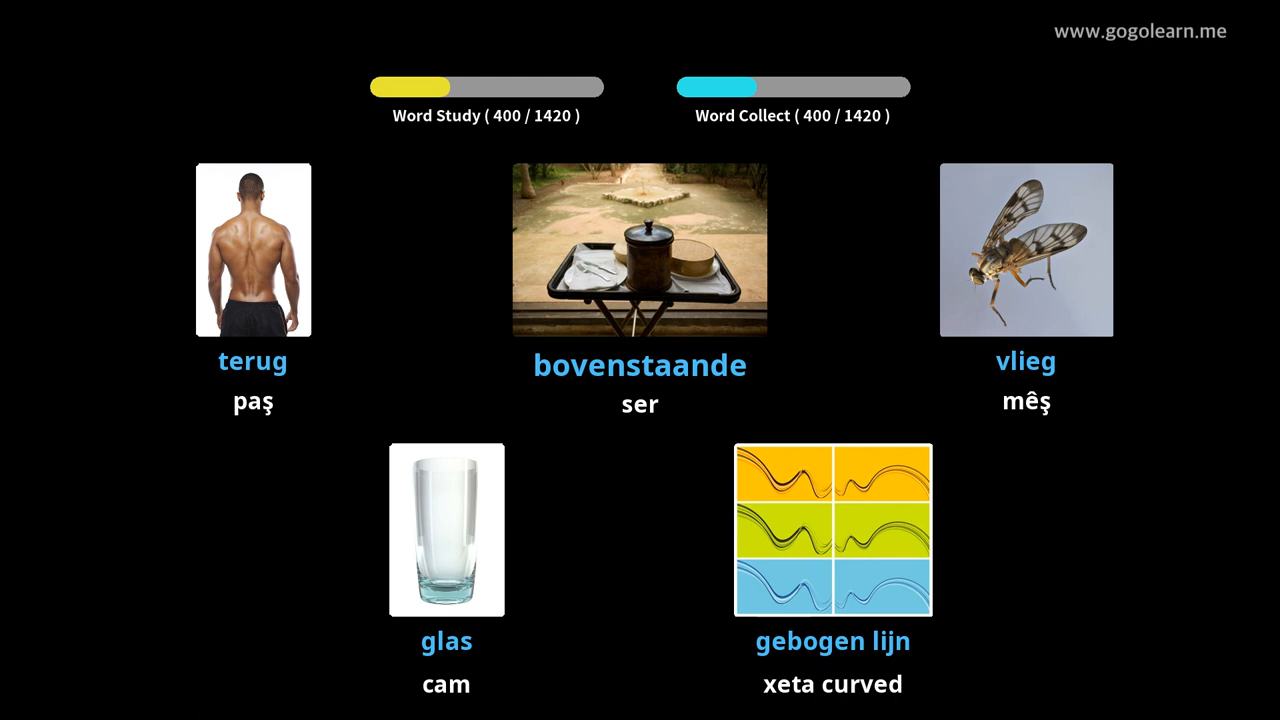 www.gogolearn.me
Word Study ( 400 / 1420 )
Word Collect ( 400 / 1420 )
terug
paş
bovenstaande
ser
vlieg
mêş
glas
cam
gebogen lijn
xeta curved